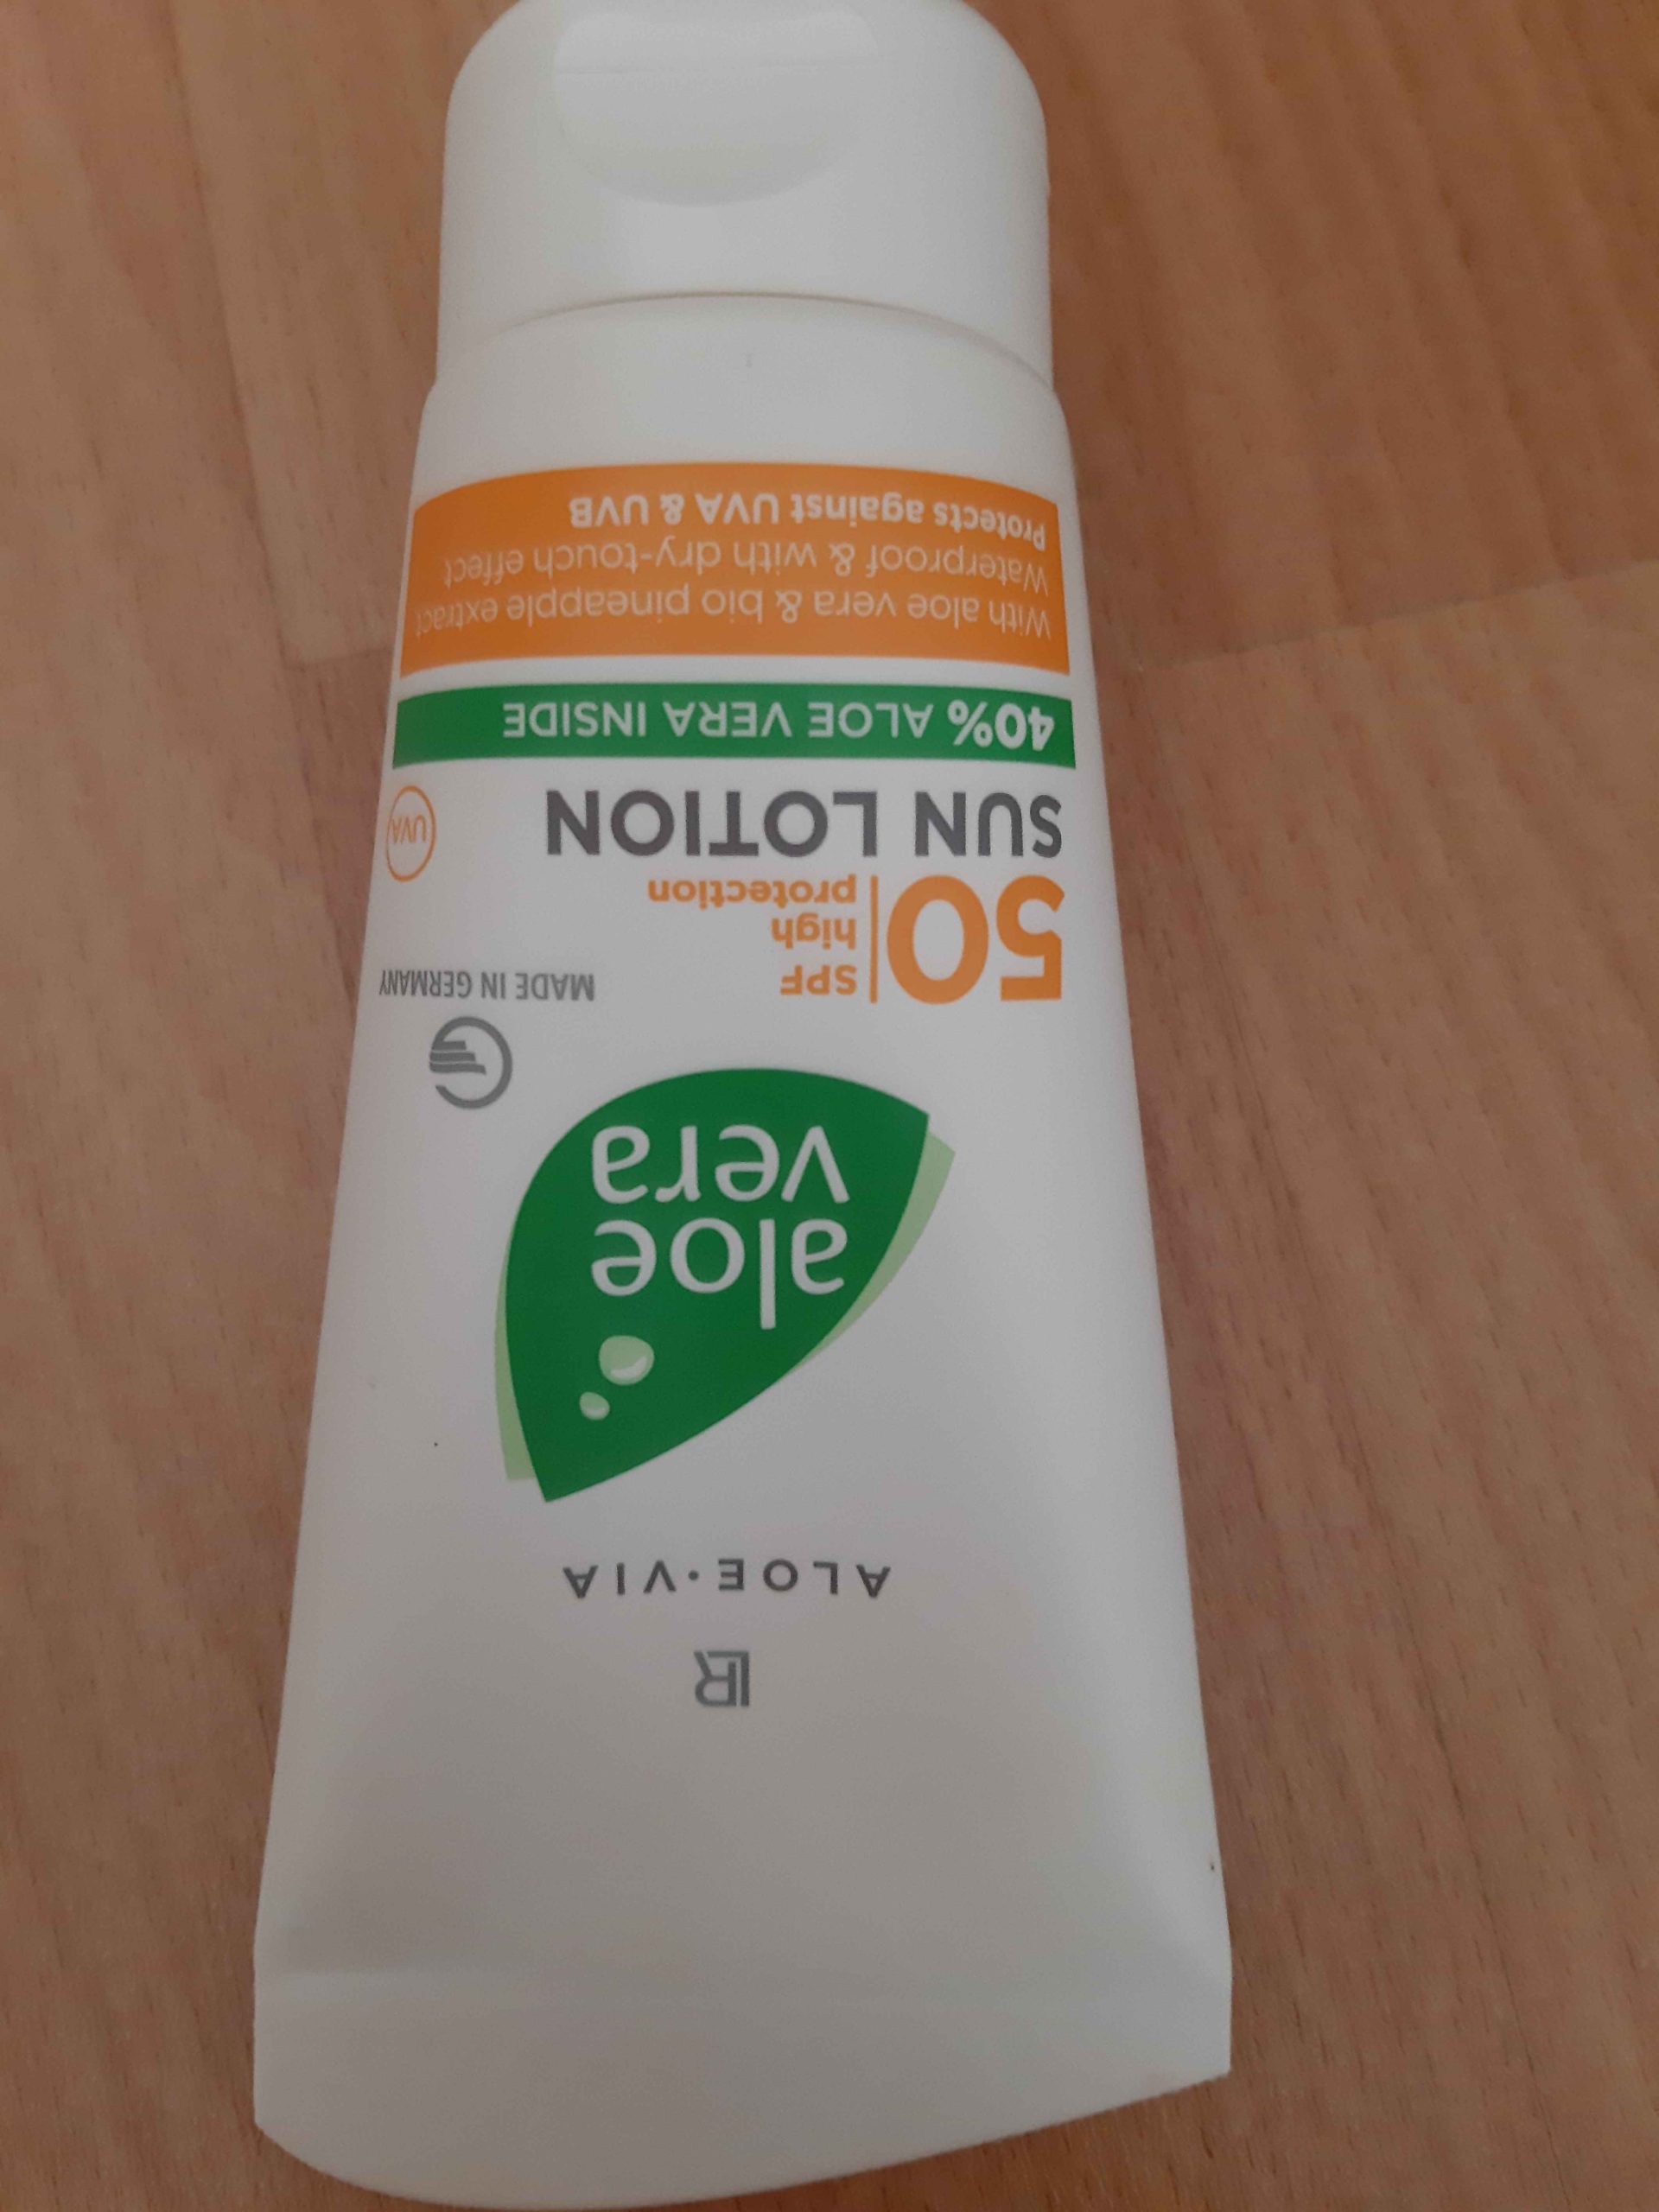 LR
ALOE•VIA
aloe
vera
MADE IN GERMANY
50
SPF
high
protection
SUN LOTION
UVA
40% ALOE VERA INSIDE
With aloe vera & bio pineapple extract
Waterproof & with dry-touch effect
Protects against UVA & UVB